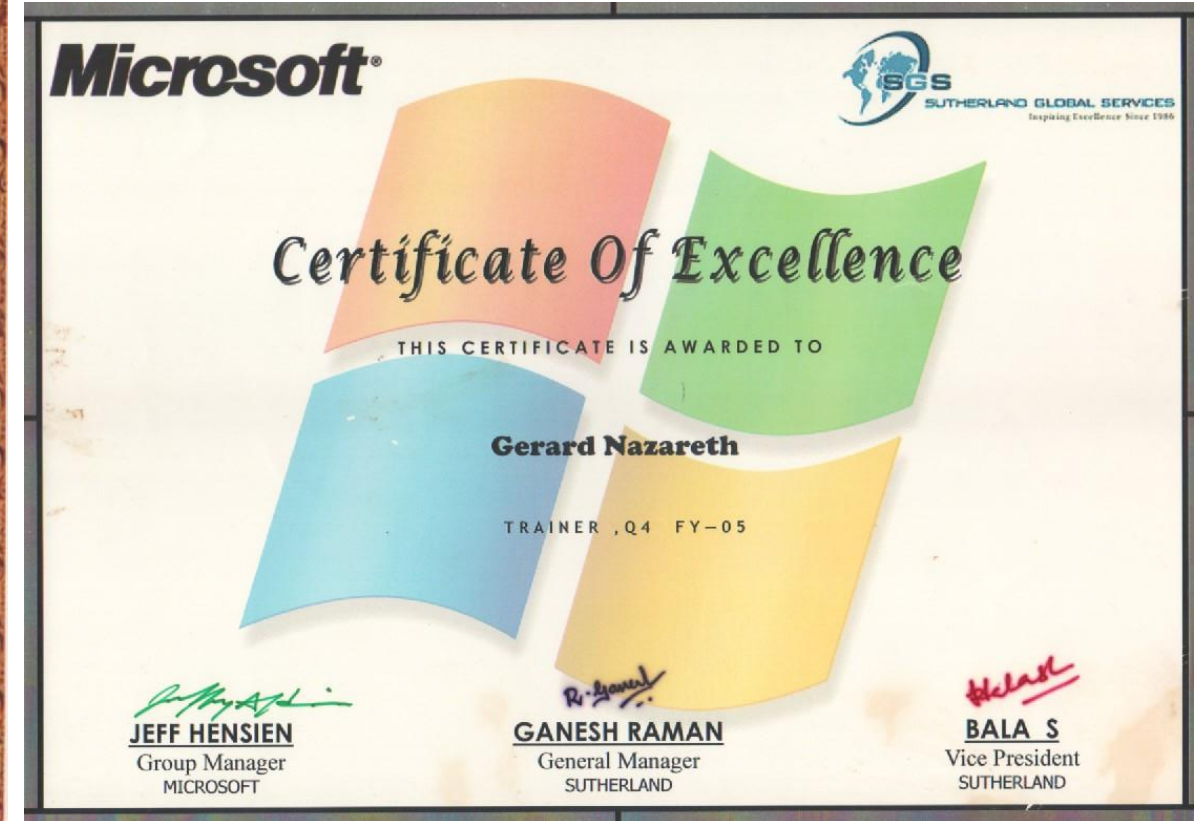 Microsoft®
SGS
SUTHERLAND GLOBAL SERVICES
Inspiring Excellence Since 1986
Certificate Of Excellence
THIS CERTIFICATE IS AWARDED TO
Gerard Nazareth
TRAINER ,Q4 FY-05
JEFF HENSIEN
Group Manager
MICROSOFT
GANESH RAMAN
General Manager
SUTHERLAND
BALA S
Vice President
SUTHERLAND